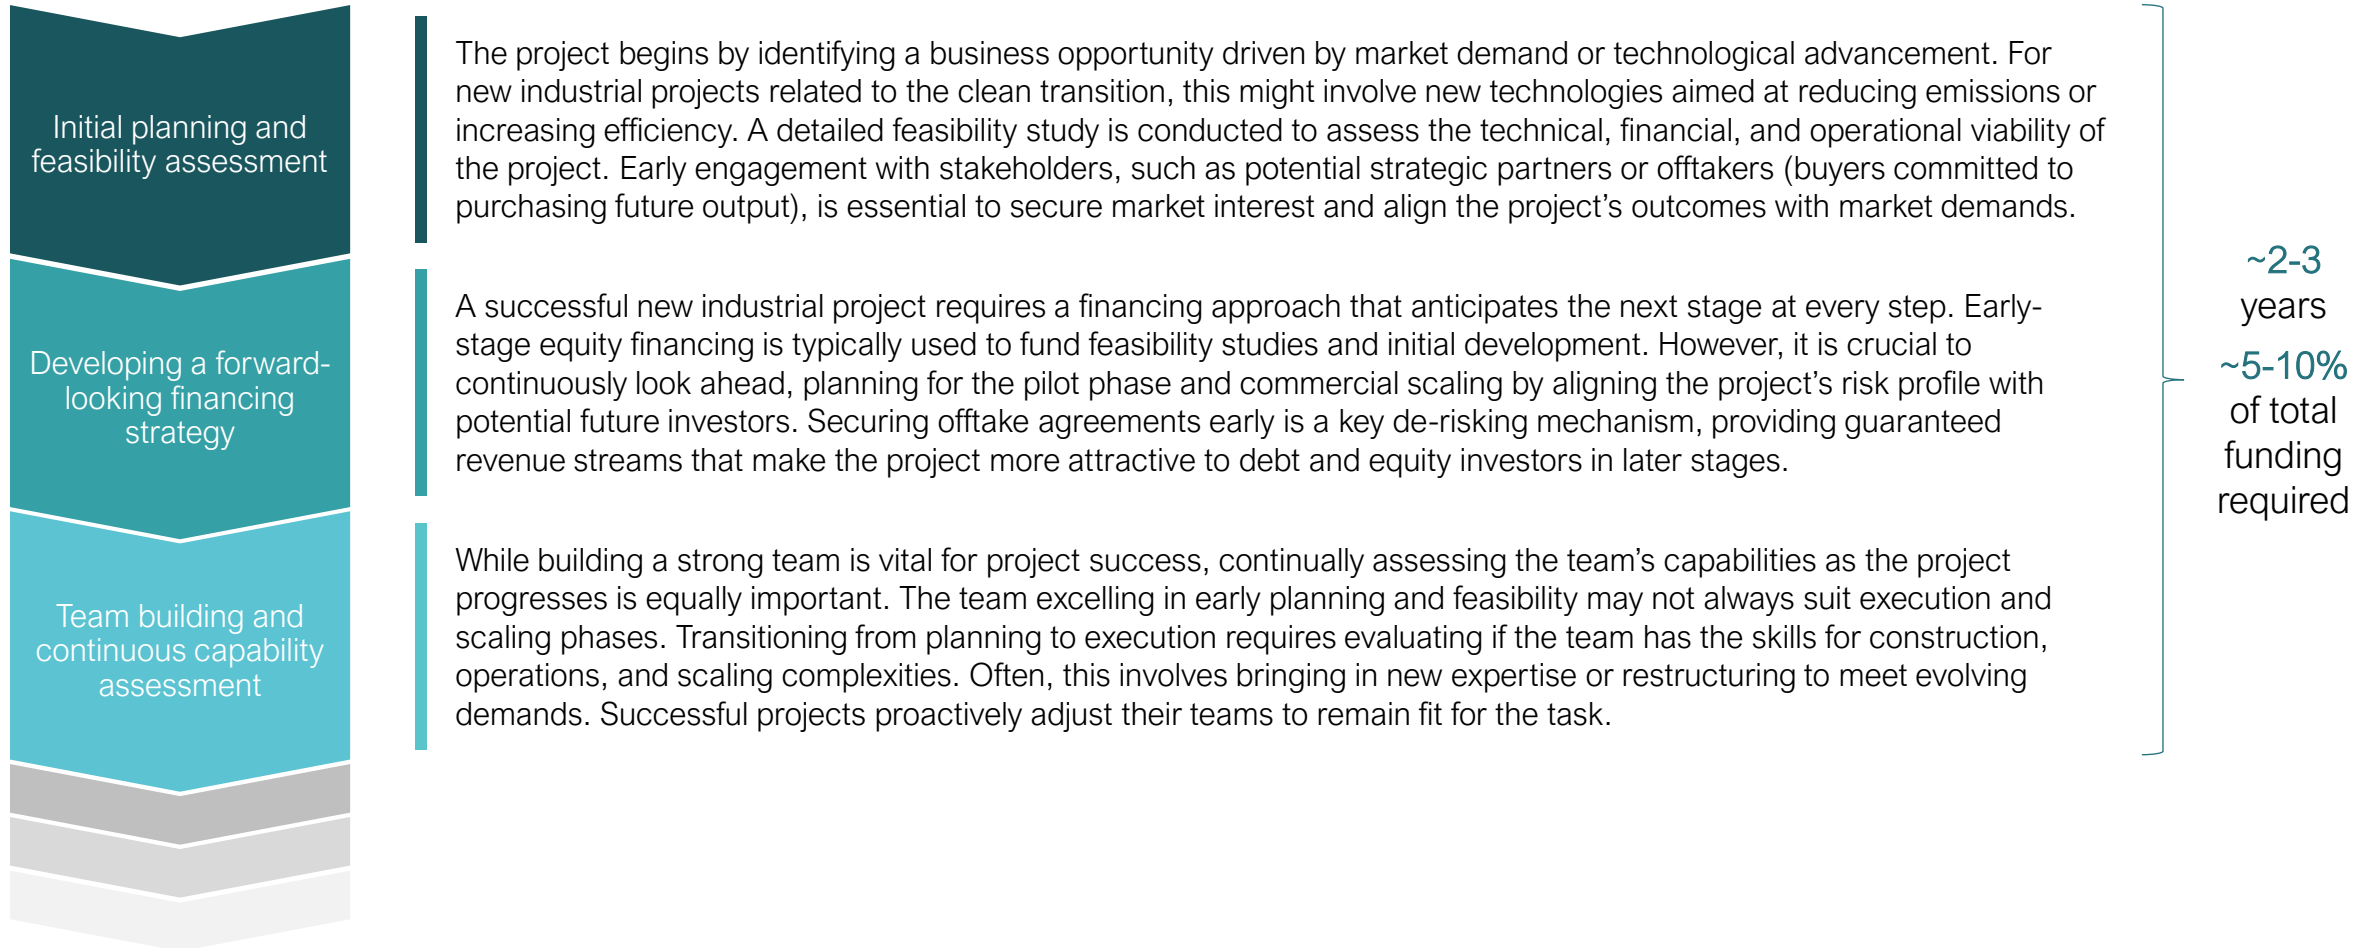 Initial planning and
feasibility assessment
The project begins by identifying a business opportunity driven by market demand or technological advancement. For
new industrial projects related to the clean transition, this might involve new technologies aimed at reducing emissions or
increasing efficiency. A detailed feasibility study is conducted to assess the technical, financial, and operational viability of
the project. Early engagement with stakeholders, such as potential strategic partners or offtakers (buyers committed to
purchasing future output), is essential to secure market interest and align the project’s outcomes with market demands.
Developing a forward-
looking financing
strategy
A successful new industrial project requires a financing approach that anticipates the next stage at every step. Early-
stage equity financing is typically used to fund feasibility studies and initial development. However, it is crucial to
continuously look ahead, planning for the pilot phase and commercial scaling by aligning the project’s risk profile with
potential future investors. Securing offtake agreements early is a key de-risking mechanism, providing guaranteed
revenue streams that make the project more attractive to debt and equity investors in later stages.
Team building and
continuous capability
assessment
While building a strong team is vital for project success, continually assessing the team’s capabilities as the project
progresses is equally important. The team excelling in early planning and feasibility may not always suit execution and
scaling phases. Transitioning from planning to execution requires evaluating if the team has the skills for construction,
operations, and scaling complexities. Often, this involves bringing in new expertise or restructuring to meet evolving
demands. Successful projects proactively adjust their teams to remain fit for the task.
~2-3
years
~5-10%
of total
funding
required